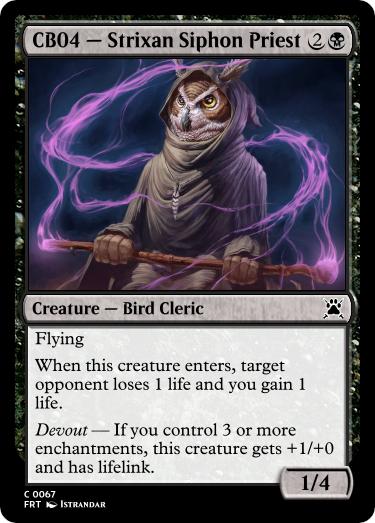 CB04 — Strixan Siphon Priest 2
Creature — Bird Cleric
Flying
When this creature enters, target
opponent loses 1 life and you gain 1
life.
Devout — If you control 3 or more
enchantments, this creature gets +1/+0
and has lifelink.
1/4
C 0067
FRT Istrandar